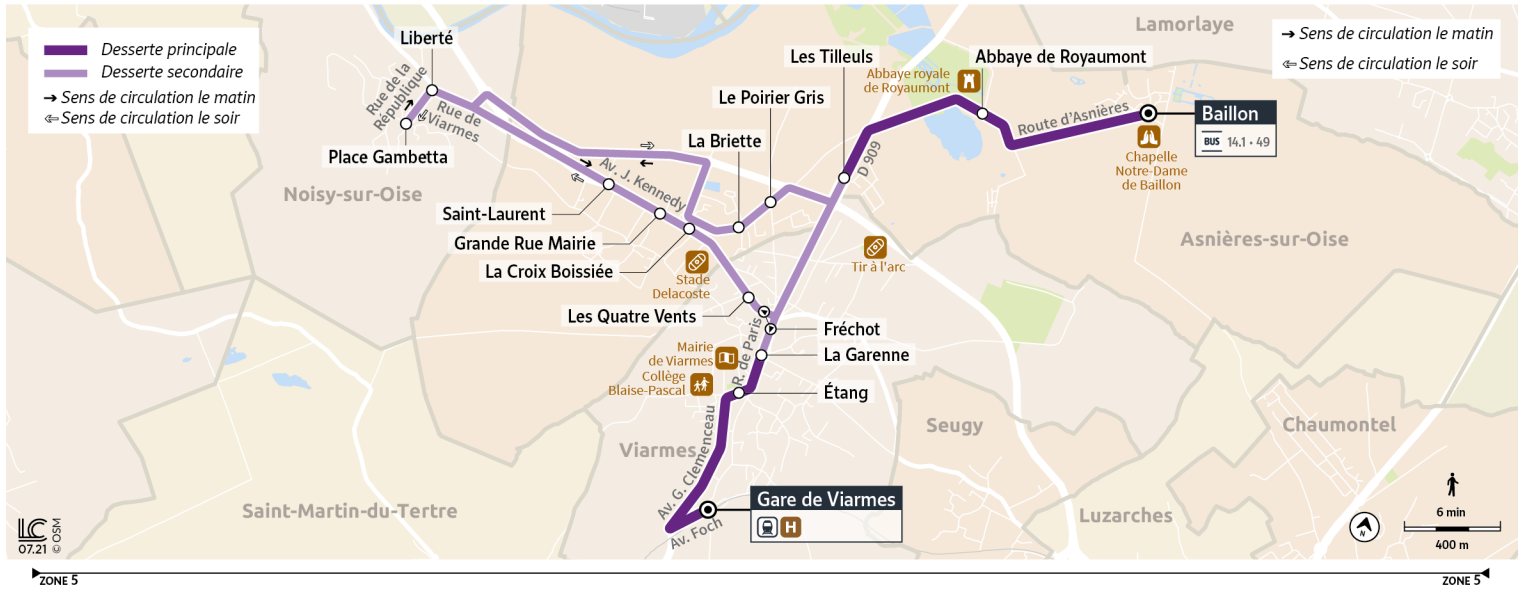 Desserte principale
Desserte secondaire
Sens de circulation le matin
Sens de circulation le soir
Sens de circulation le matin
Sens de circulation le soir
Lamorlaye
Liberté
Rue de la
République
Rue de
Viarmes
Place Gambetta
Noisy-sur-Oise
Les Tilleuls
Abbaye royale
de Royaumont
Abbaye de Royaumont
Le Poirier Gris
La Briette
D 909
Route d'Asnières
Baillon
BUS 14.1 • 49
Chapelle
Notre-Dame
de Baillon
Av. J. Kennedy
Saint-Laurent
Grande Rue Mairie
La Croix Boissiée
Stade
Delacoste
Tir à l'arc
Asnières-sur-Oise
Les Quatre Vents
Fréchot
La Garenne
R. de Paris
Mairie
de Viarmes
Collège
Blaise-Pascal
Étang
Viarmes
Av. G. Clemenceau
Seugy
Chaumontel
Saint-Martin-du-Tertre
Gare de Viarmes
H
Av. Foch
Luzarches
6 min
400 m
N
LC
07.21
© OSM
ZONE 5
ZONE 5